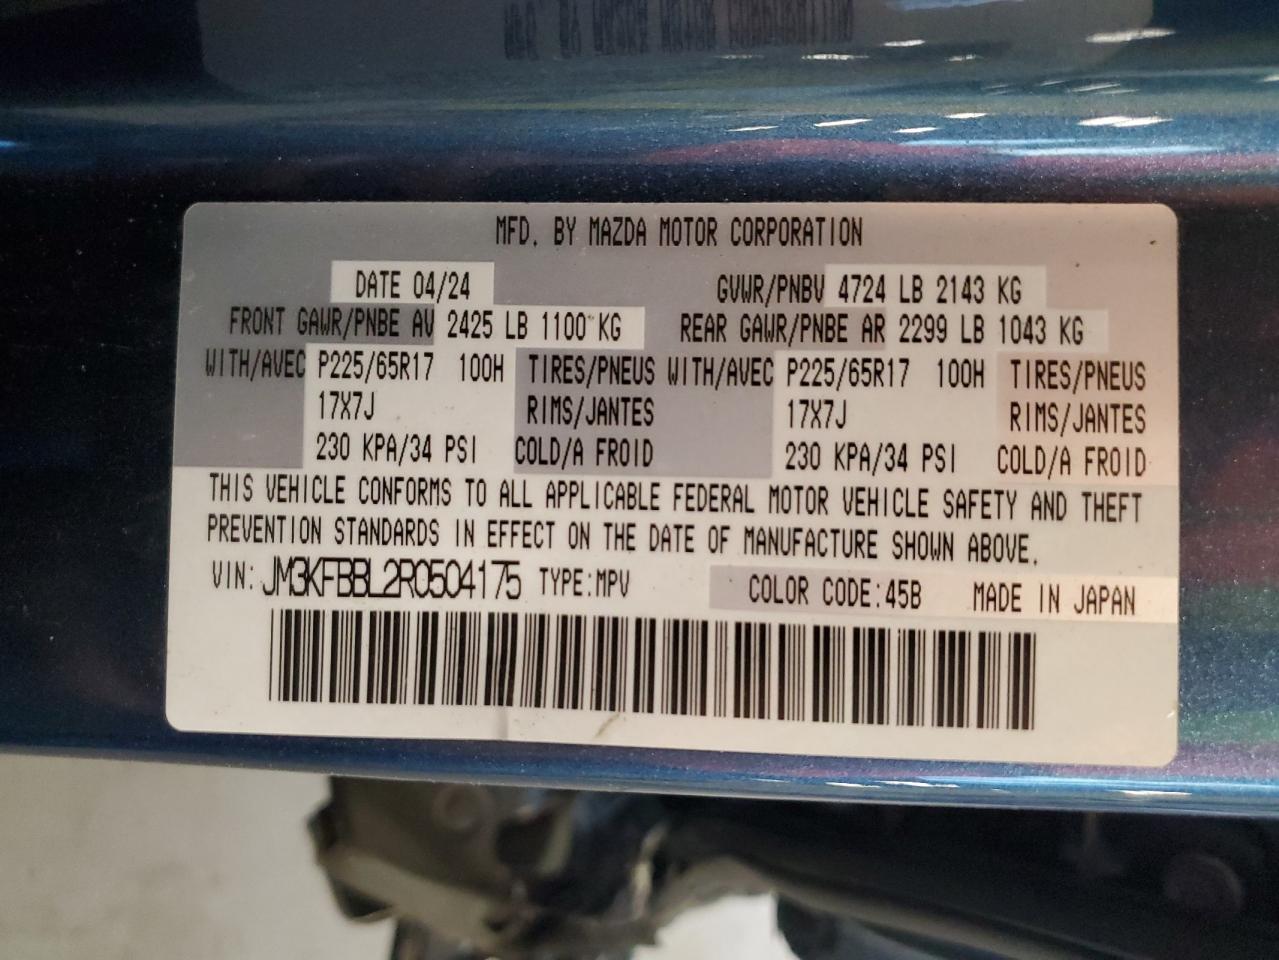 MFD. BY MAZDA MOTOR CORPORATION
DATE 04/24 GVWR/PNBV 4724 LB 2143 KG
FRONT GAWR/PNBE AV 2425 LB 1100 KG REAR GAWR/PNBE AR 2299 LB 1043 KG
WITH/AVEC P225/65R17 100H TIRES/PNEUS WITH/AVEC P225/65R17 100H TIRES/PNEUS
17X7J RIMS/JANTES 17X7J RIMS/JANTES
230 KPA/34 PSI COLD/A FROID 230 KPA/34 PSI COLD/A FROID
THIS VEHICLE CONFORMS TO ALL APPLICABLE FEDERAL MOTOR VEHICLE SAFETY AND THEFT
PREVENTION STANDARDS IN EFFECT ON THE DATE OF MANUFACTURE SHOWN ABOVE.
VIN: JM3KFBBL2R0504175 TYPE:MPV COLOR CODE:45B MADE IN JAPAN